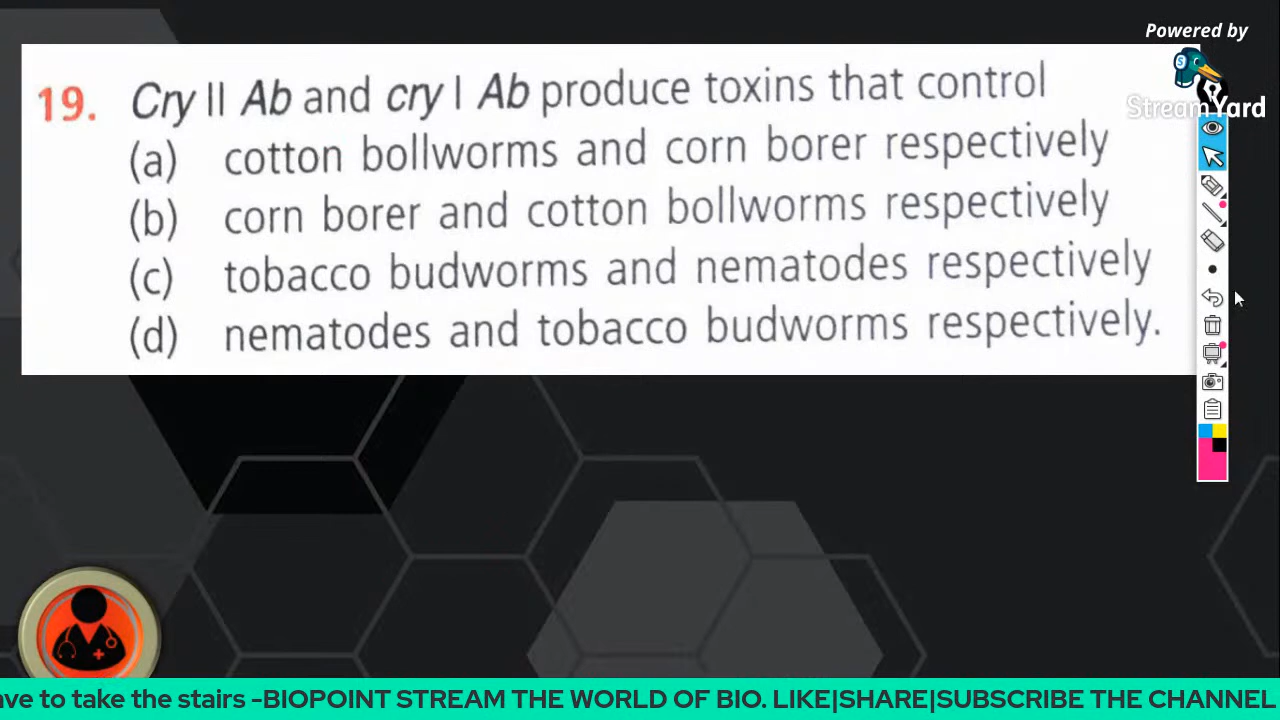 Powered by
StreamYard
19. Cry II Ab and cry I Ab produce toxins that control
(a) cotton bollworms and corn borer respectively
(b) corn borer and cotton bollworms respectively
(c) tobacco budworms and nematodes respectively
(d) nematodes and tobacco budworms respectively.
to take the stairs -BIOPOINT STREAM THE WORLD OF BIO. LIKE|SHARE|SUBSCRIBE THE CHANNEL